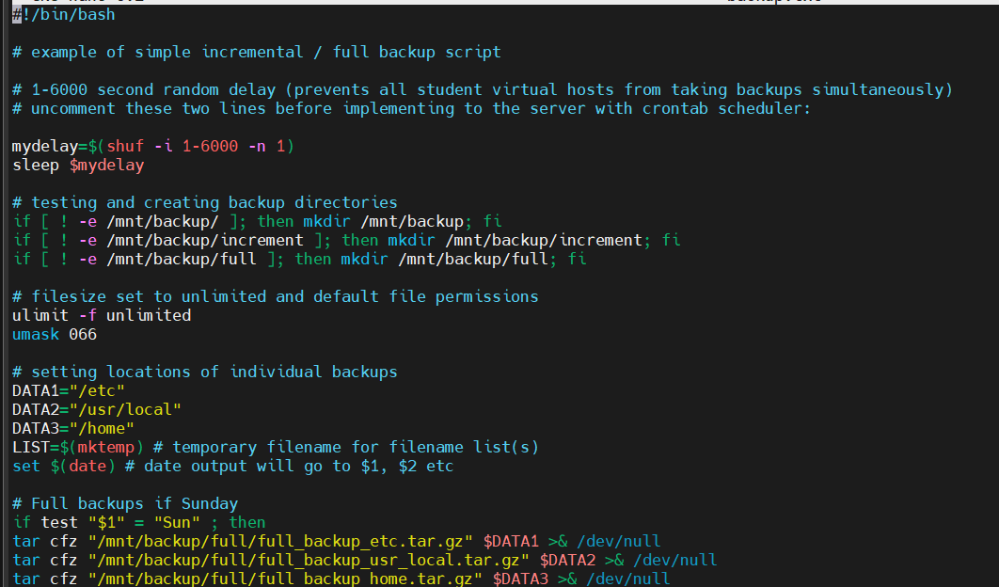 #!/bin/bash
# example of simple incremental / full backup script
# 1-6000 second random delay (prevents all student virtual hosts from taking backups simultaneously)
# uncomment these two lines before implementing to the server with crontab scheduler:
mydelay=$(shuf -i 1-6000 -n 1)
sleep $mydelay
# testing and creating backup directories
if [ ! -e /mnt/backup/ ]; then mkdir /mnt/backup; fi
if [ ! -e /mnt/backup/increment ]; then mkdir /mnt/backup/increment; fi
if [ ! -e /mnt/backup/full ]; then mkdir /mnt/backup/full; fi
# filesize set to unlimited and default file permissions
ulimit -f unlimited
umask 066
# setting locations of individual backups
DATA1="/etc"
DATA2="/usr/local"
DATA3="/home"
LIST=$(mktemp) # temporary filename for filename list(s)
set $(date) # date output will go to $1, $2 etc
# Full backups if Sunday
if test "$1" = "Sun" ; then
tar cfz "/mnt/backup/full/full_backup_etc.tar.gz" $DATA1 >& /dev/null
tar cfz "/mnt/backup/full/full_backup_usr_local.tar.gz" $DATA2 >& /dev/null
tar cfz "/mnt/backup/full/full_backup_home.tar.gz" $DATA3 >& /dev/null